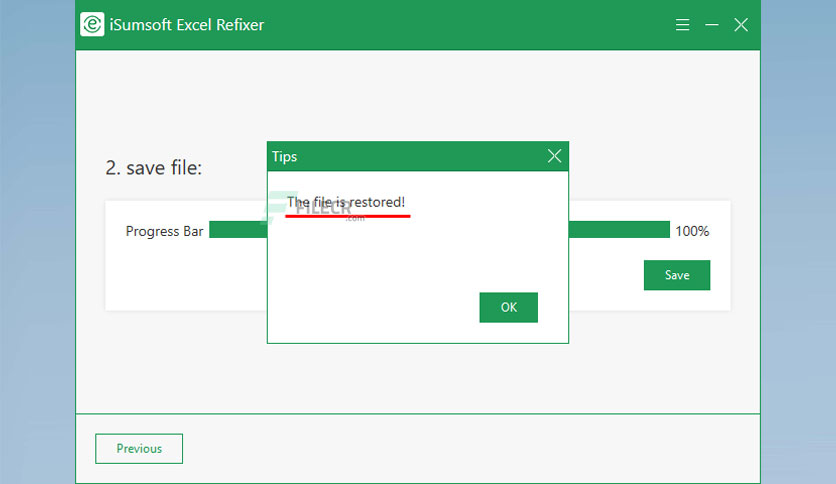 iSumsoft Excel Refixer
2. save file:
Tips
The file is restored!
FILECR
.com
Progress Bar
100%
Save
OK
Previous